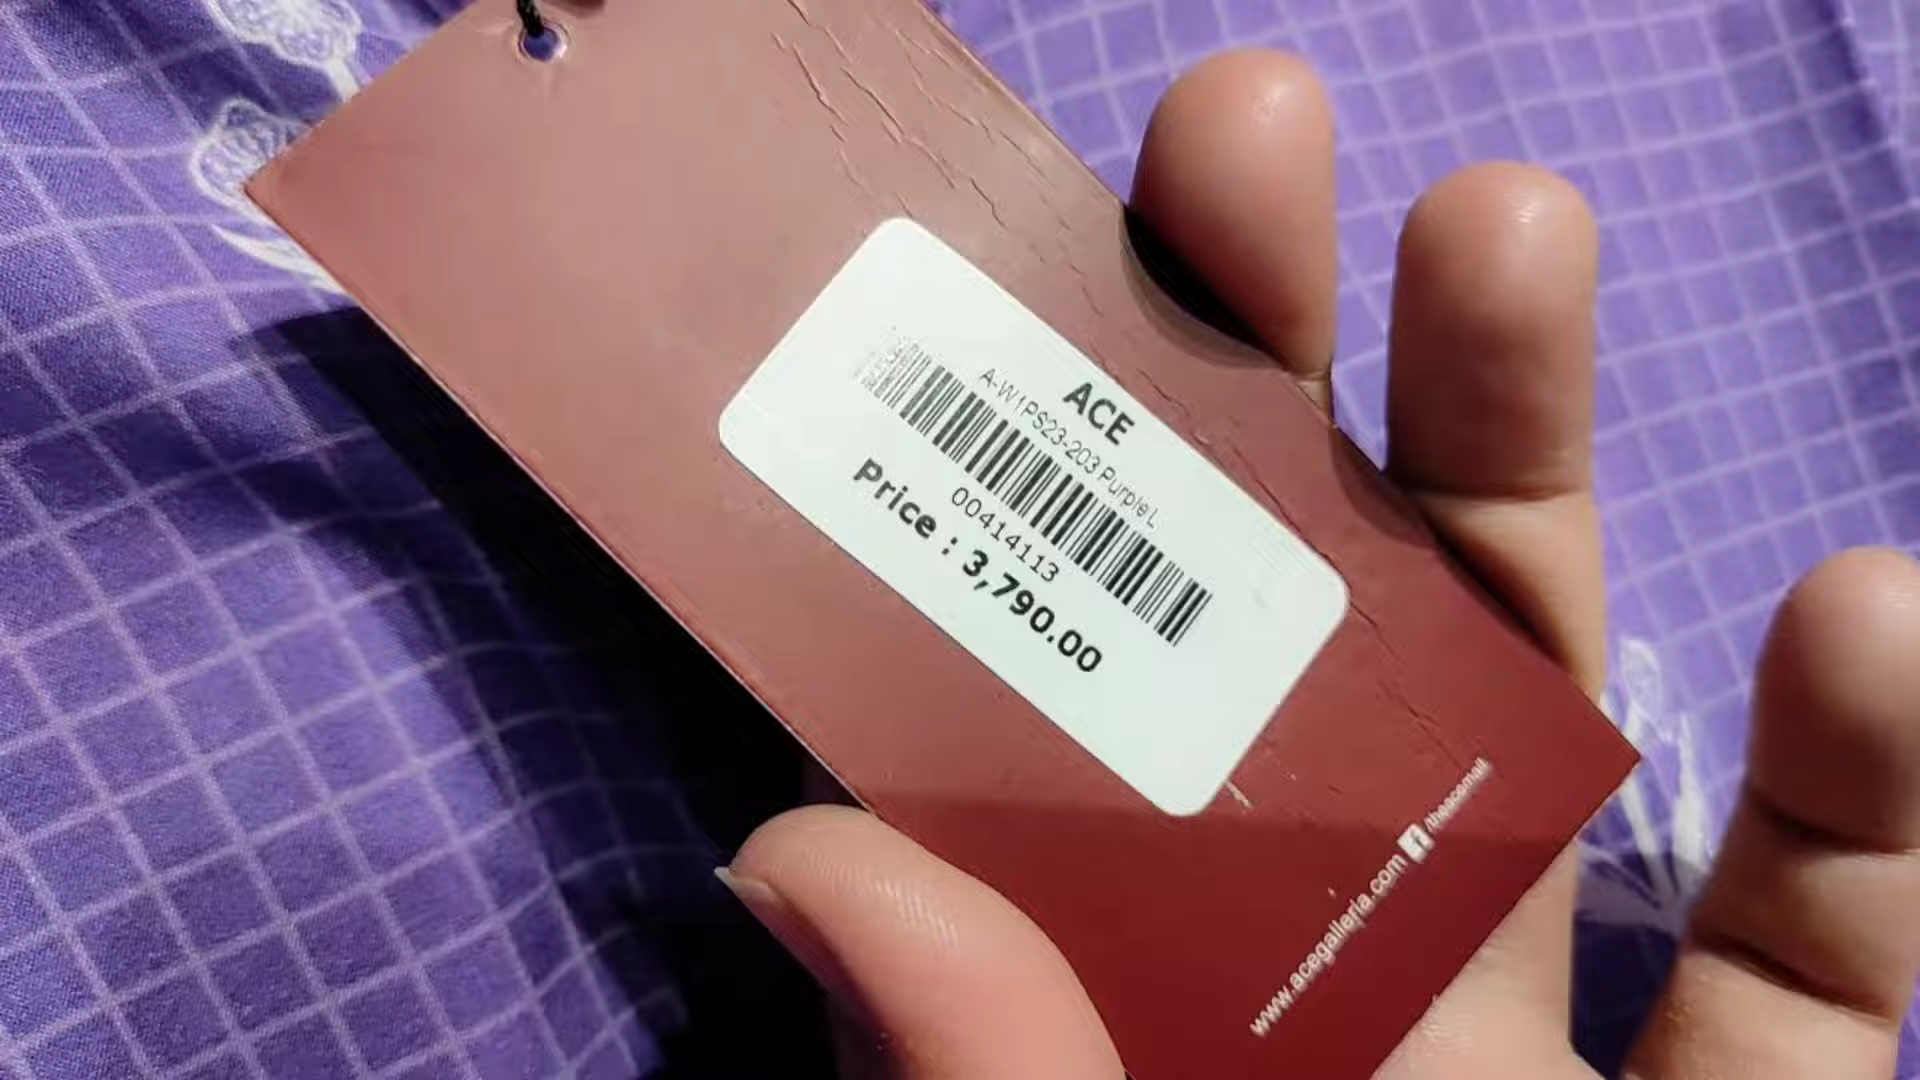 ACE
A-W1PS23-203 Purple L
00414113
Price : 3,790.00
www.acegalleria.com f /theacemall